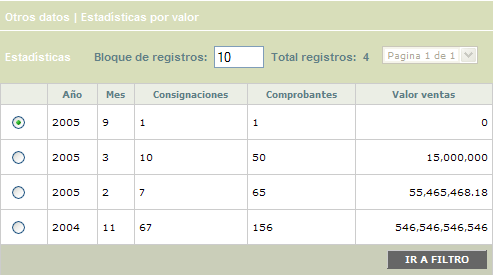 Otros datos | Estadísticas por valor
Estadísticas Bloque de registros: 10 Total registros: 4 Pagina 1 de 1
Año Mes Consignaciones Comprobantes Valor ventas
2005 9 1 1 0
2005 3 10 50 15,000,000
2005 2 7 65 55,465,468.18
2004 11 67 156 546,546,546,546
IR A FILTRO